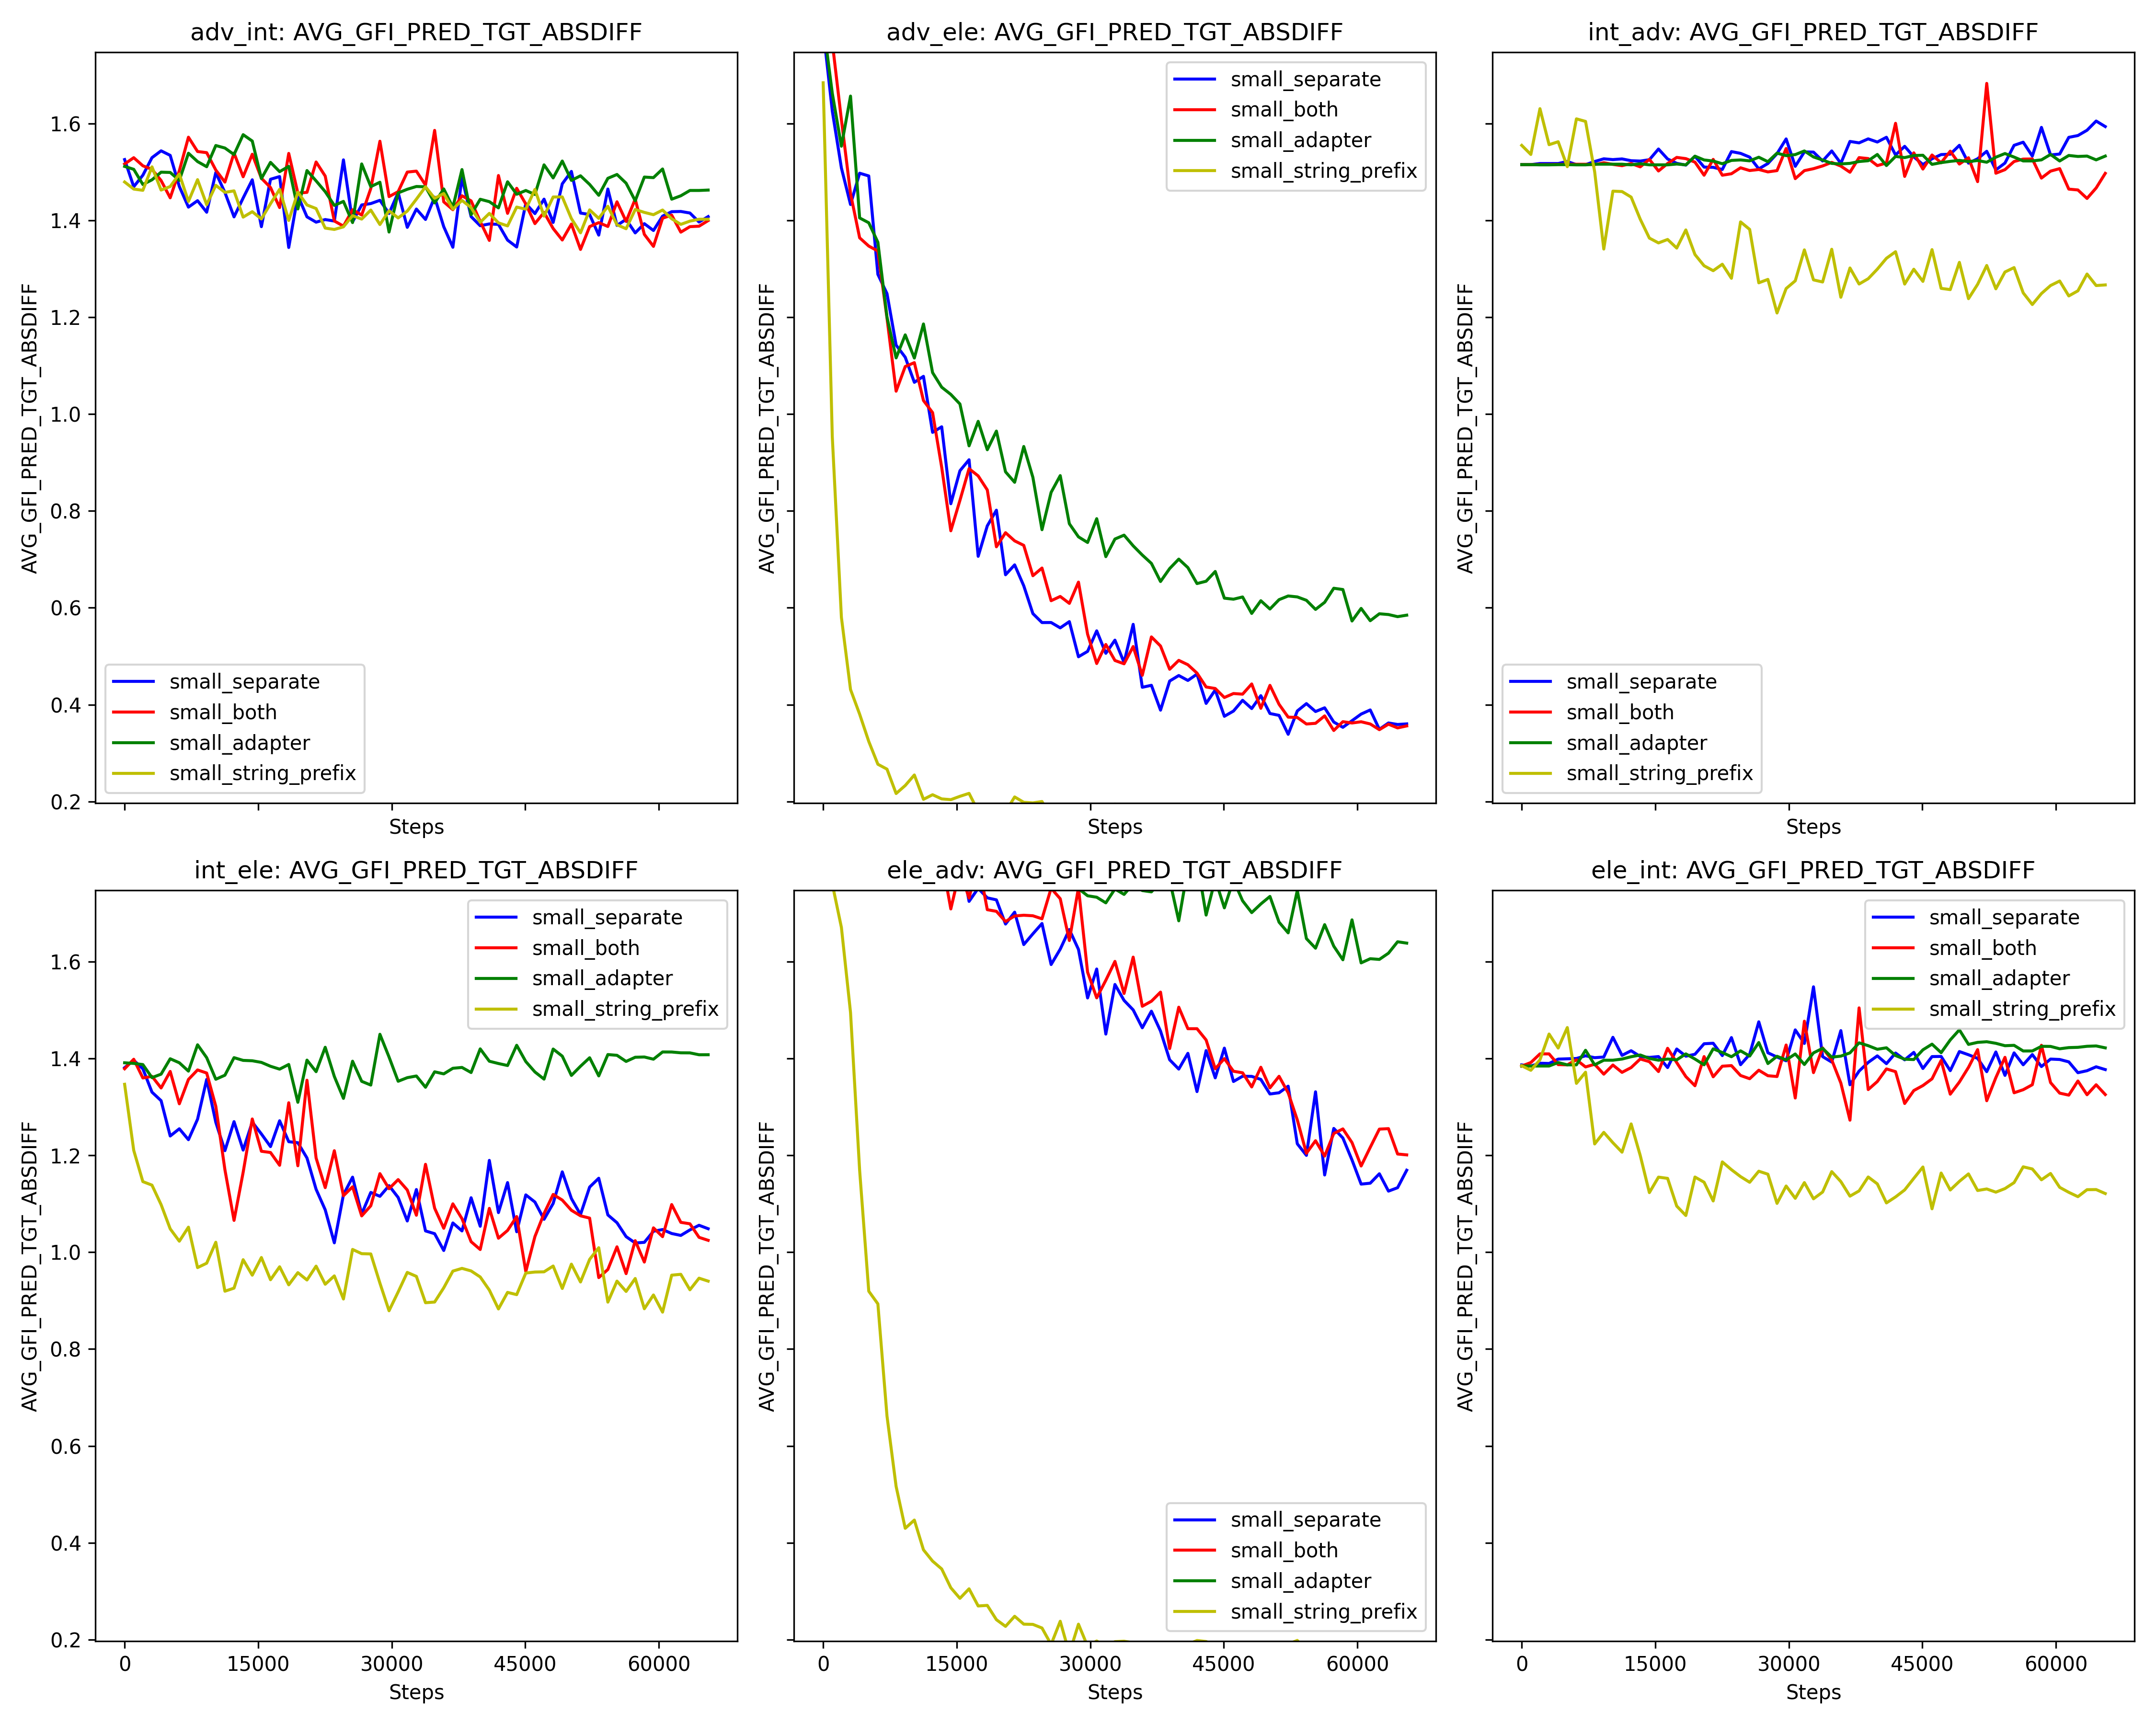 adv_int: AVG_GFI_PRED_TGT_ABSDIFF
AVG_GFI_PRED_TGT_ABSDIFF
1.6
1.4
1.2
1.0
0.8
0.6
0.4
0.2
small_separate
small_both
small_adapter
small_string_prefix
Steps
adv_ele: AVG_GFI_PRED_TGT_ABSDIFF
AVG_GFI_PRED_TGT_ABSDIFF
small_separate
small_both
small_adapter
small_string_prefix
Steps
int_adv: AVG_GFI_PRED_TGT_ABSDIFF
AVG_GFI_PRED_TGT_ABSDIFF
small_separate
small_both
small_adapter
small_string_prefix
Steps
int_ele: AVG_GFI_PRED_TGT_ABSDIFF
AVG_GFI_PRED_TGT_ABSDIFF
1.6
1.4
1.2
1.0
0.8
0.6
0.4
0.2
small_separate
small_both
small_adapter
small_string_prefix
0 15000 30000 45000 60000
Steps
ele_adv: AVG_GFI_PRED_TGT_ABSDIFF
AVG_GFI_PRED_TGT_ABSDIFF
small_separate
small_both
small_adapter
small_string_prefix
0 15000 30000 45000 60000
Steps
ele_int: AVG_GFI_PRED_TGT_ABSDIFF
AVG_GFI_PRED_TGT_ABSDIFF
small_separate
small_both
small_adapter
small_string_prefix
0 15000 30000 45000 60000
Steps